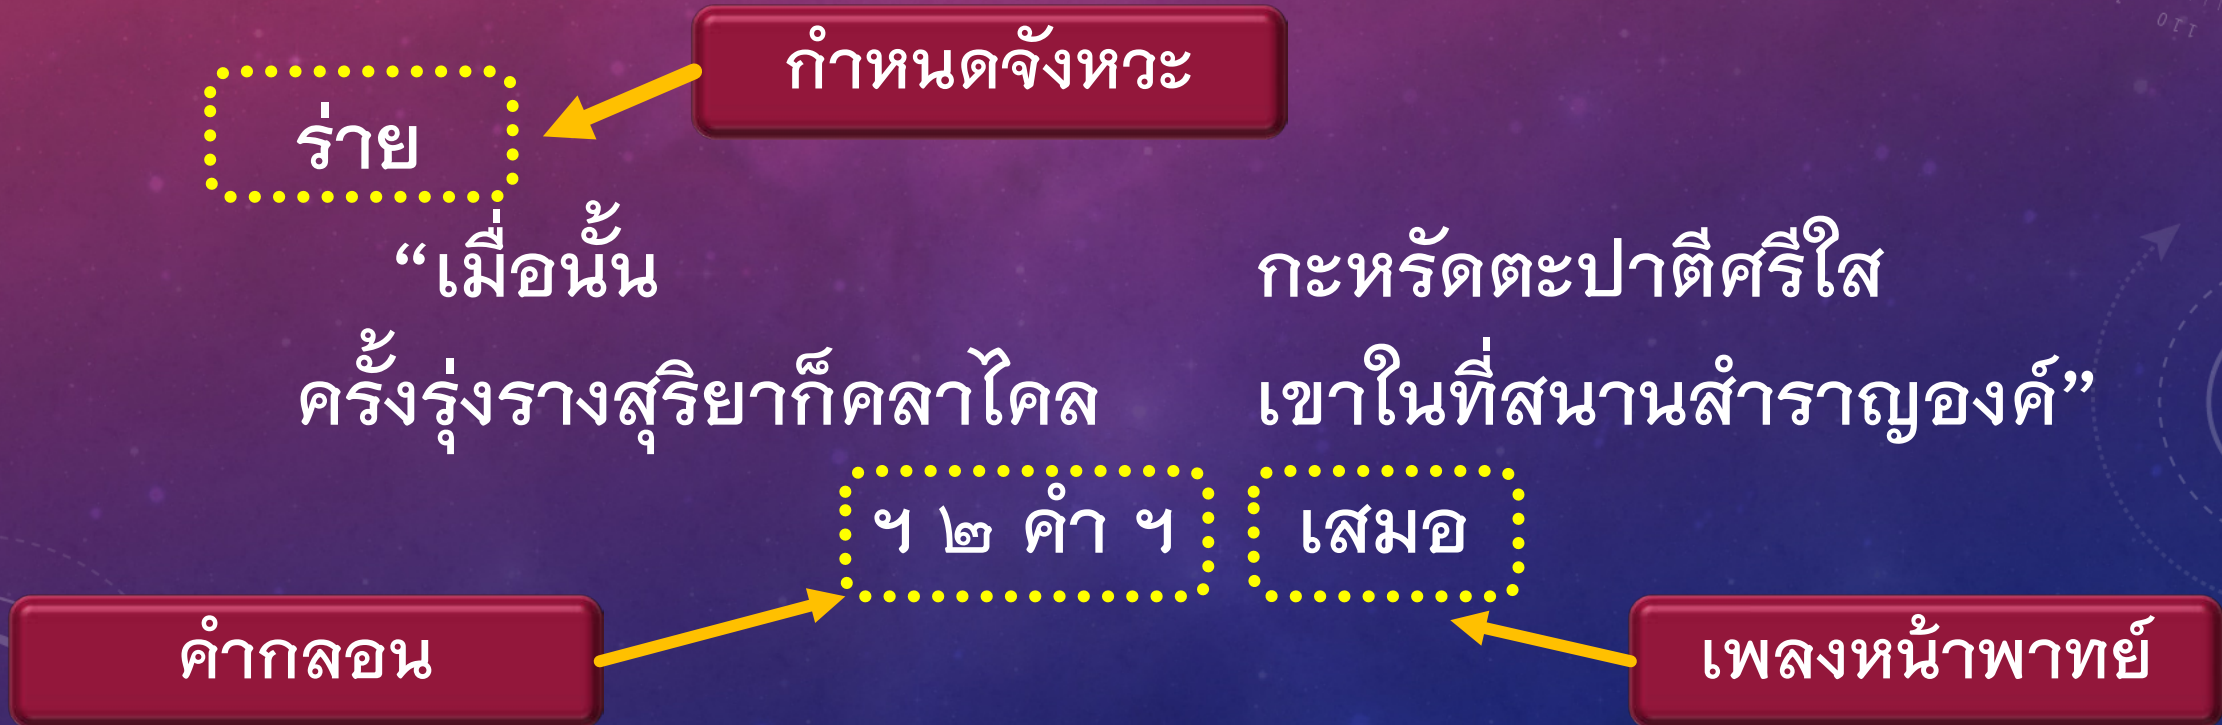 กำหนดจังหวะ
ร่าย
“เมื่อนั้น กะหรัดตะปาตีศรีใส
ครั้งรุ่งรางสุริยาก็คลาไคล เขาในที่สนานสำราญองค์”
ฯ ๒ คำ ฯ เสมอ
คำกลอน เพลงหน้าพาทย์